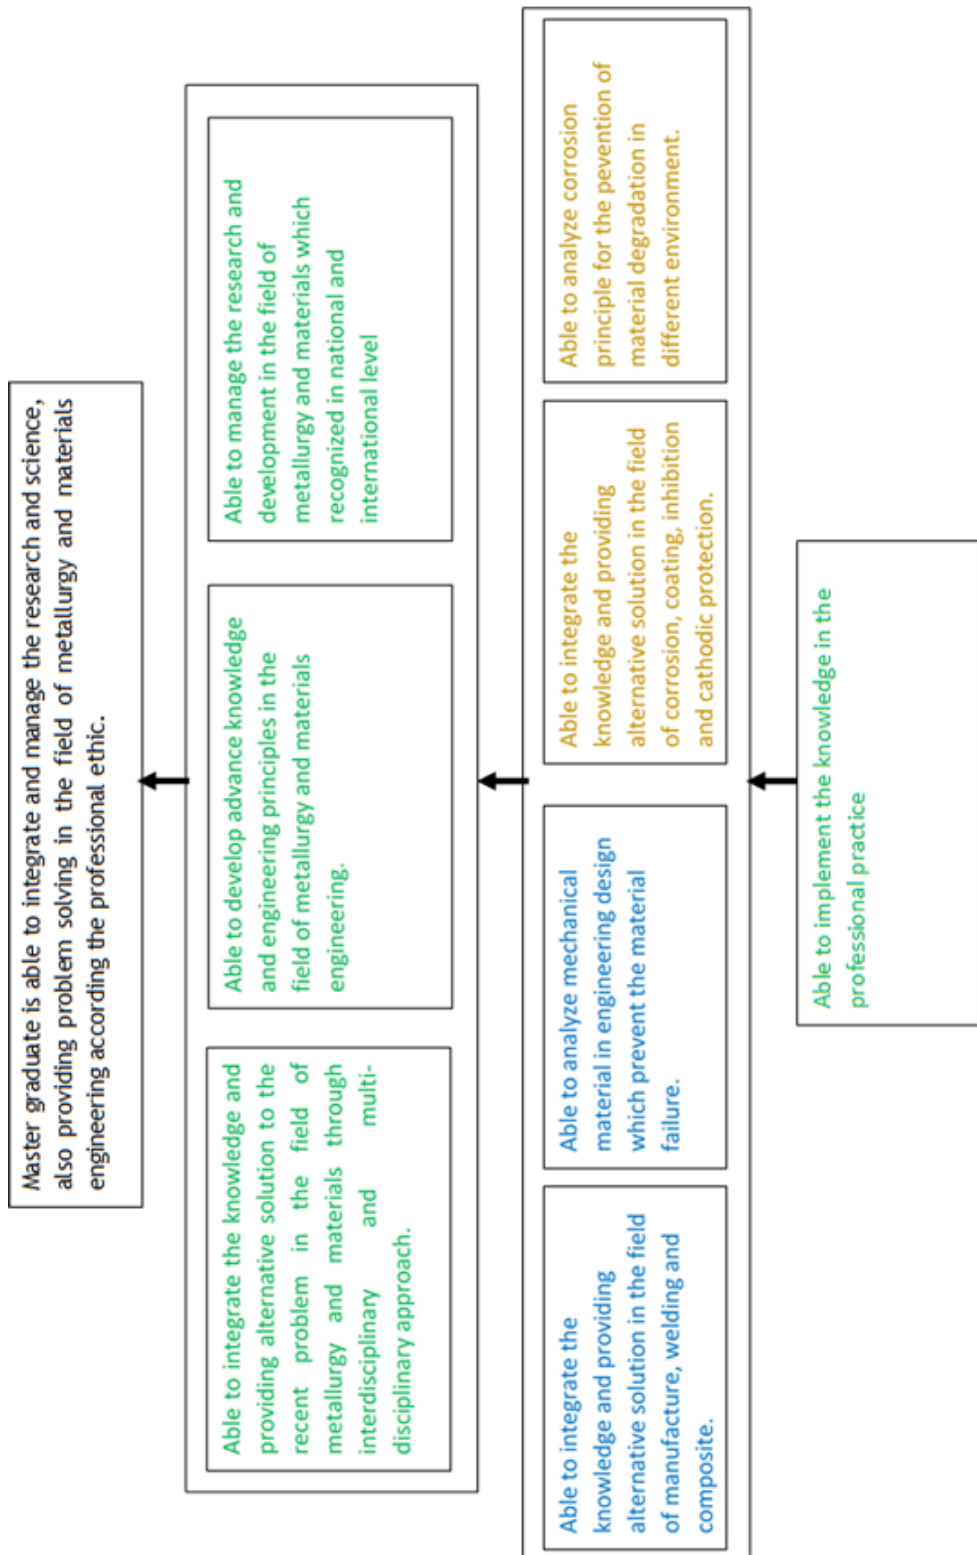 Master graduate is able to integrate and manage the research and science,
also providing problem solving in the field of metallurgy and materials
engineering according the professional ethic.
Able to integrate the knowledge and
providing alternative solution to the
recent problem in the field of
metallurgy and materials through
interdisciplinary and multi-
disciplinary approach.
Able to develop advance knowledge
and engineering principles in the
field of metallurgy and materials
engineering.
Able to manage the research and
development in the field of
metallurgy and materials which
recognized in national and
international level
Able to integrate the
knowledge and providing
alternative solution in the field
of manufacture, welding and
composite.
Able to analyze mechanical
material in engineering design
which prevent the material
failure.
Able to integrate the
knowledge and providing
alternative solution in the field
of corrosion, coating, inhibition
and cathodic protection.
Able to analyze corrosion
principle for the pevention of
material degradation in
different environment.
Able to implement the knowledge in the
professional practice